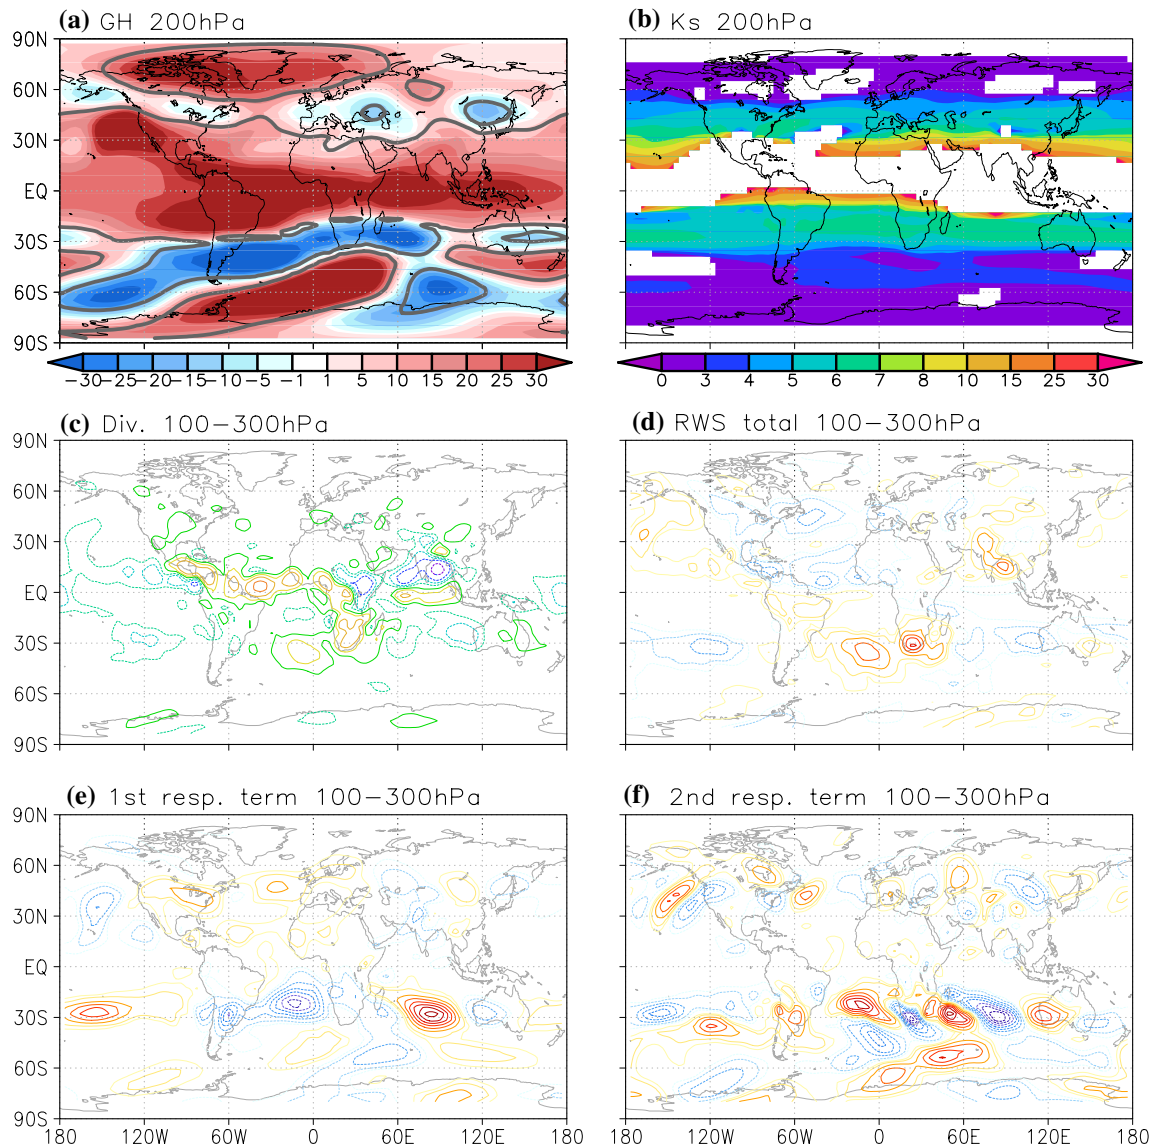 (a) GH 200hPa
(b) Ks 200hPa
90N
60N
30N
EQ
30S
60S
90S
−30 −25 −20 −15 −10 −5 −1 1 5 10 15 20 25 30
0 3 4 5 6 7 8 10 15 25 30
(c) Div. 100−300hPa
(d) RWS total 100−300hPa
90N
60N
30N
EQ
30S
60S
90S
(e) 1st resp. term 100−300hPa
(f) 2nd resp. term 100−300hPa
90N
60N
30N
EQ
30S
60S
90S
180 120W 60W 0 60E 120E 180
180 120W 60W 0 60E 120E 180